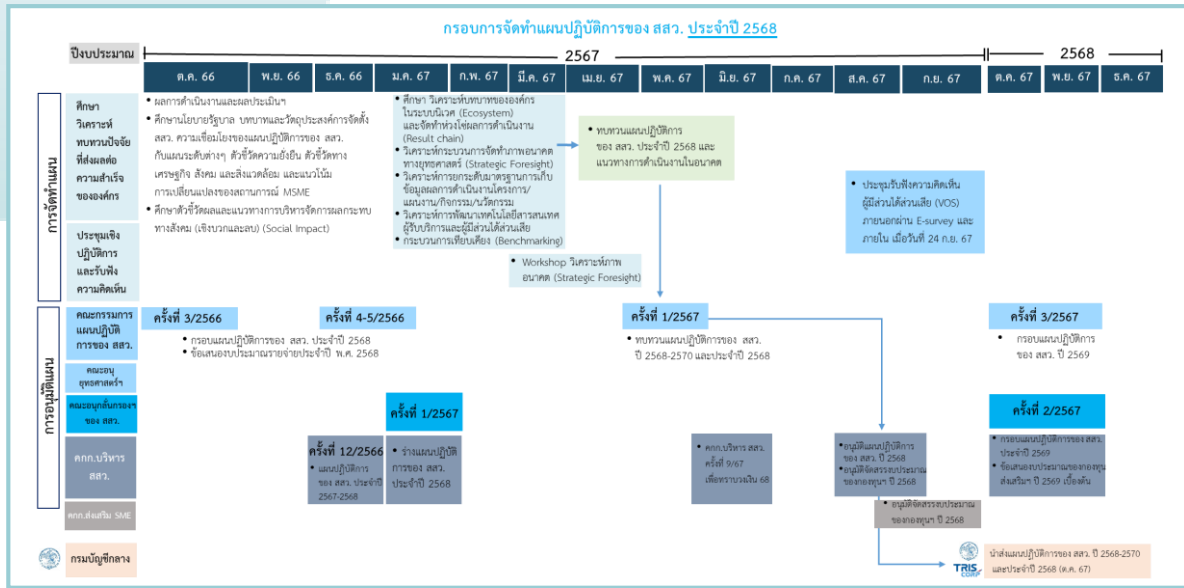 กรอบการจัดทำแผนปฏิบัติการของ สสว. ประจำปี 2568
ปีงบประมาณ
2567
2568
ต.ค. 66
พ.ย. 66
ธ.ค. 66
ม.ค. 67
ก.พ. 67
มี.ค. 67
เม.ย. 67
พ.ค. 67
มิ.ย. 67
ก.ค. 67
ส.ค. 67
ก.ย. 67
ต.ค. 67
พ.ย. 67
ธ.ค. 67
การจัดทำแผน
ศึกษา
วิเคราะห์
ทบทวนปัจจัย
ที่ส่งผลต่อ
ความสำเร็จ
ขององค์กร
• ผลการดำเนินงานและผลประเมินฯ
• ศึกษานโยบายรัฐบาล บทบาทและวัตถุประสงค์การจัดตั้ง
สสว. ความเชื่อมโยงของแผนปฏิบัติการของ สสว.
กับแผนระดับต่างๆ ตัวชี้วัดความยั่งยืน ตัวชี้วัดทาง
เศรษฐกิจ สังคม และสิ่งแวดล้อม และแนวโน้ม
การเปลี่ยนแปลงของสถานการณ์ MSME
• ศึกษาตัวชี้วัดผลและแนวทางการบริหารจัดการผลกระทบ
ทางสังคม (เชิงบวกและลบ) (Social Impact)
• ศึกษา วิเคราะห์บทบาทขององค์กร
ในระบบนิเวศ (Ecosystem)
และจัดทำห่วงโซ่ผลการดำเนินงาน
(Result chain)
• วิเคราะห์กระบวนการจัดทำภาพอนาคต
ทางยุทธศาสตร์ (Strategic Foresight)
• วิเคราะห์การยกระดับมาตรฐานการเก็บ
ข้อมูลผลการดำเนินงานโครงการ/
แผนงาน/กิจกรรม/นวัตกรรม
• วิเคราะห์การพัฒนาเทคโนโลยีสารสนเทศ
ผู้รับบริการและผู้มีส่วนได้ส่วนเสีย
• กระบวนการเทียบเคียง (Benchmarking)
• ทบทวนแผนปฏิบัติการ
ของ สสว. ประจำปี 2568 และ
แนวทางการดำเนินงานในอนาคต
• ประชุมรับฟังความคิดเห็น
ผู้มีส่วนได้ส่วนเสีย (VOS)
ภายนอกผ่าน E-survey และ
ภายใน เมื่อวันที่ 24 ก.ย. 67
ประชุมเชิง
ปฏิบัติการ
และรับฟัง
ความคิดเห็น
• Workshop วิเคราะห์ภาพ
อนาคต (Strategic Foresight)
การอนุมัติแผน
คณะกรรมการ
แผนปฏิบัติ
การของ สสว.
ครั้งที่ 3/2566
ครั้งที่ 4-5/2566
• กรอบแผนปฏิบัติการของ สสว. ประจำปี 2568
• ข้อเสนองบประมาณรายจ่ายประจำปี พ.ศ. 2568
ครั้งที่ 1/2567
• ทบทวนแผนปฏิบัติการของ สสว.
ปี 2568-2570 และประจำปี 2568
ครั้งที่ 3/2567
• กรอบแผนปฏิบัติการ
ของ สสว. ปี 2569
คณะอนุ
ยุทธศาสตร์ฯ
คณะอนุกลั่นกรองฯ
ของ สสว.
ครั้งที่ 1/2567
ครั้งที่ 2/2567
คกก.บริหาร
สสว.
ครั้งที่ 12/2566
• แผนปฏิบัติการ
ของ สสว. ประจำปี
2567-2568
• ร่างแผนปฏิบัติ
การของ สสว.
ประจำปี 2568
• คกก.บริหาร สสว.
ครั้งที่ 9/67
เพื่อทราบวงเงิน 68
• อนุมัติแผนปฏิบัติการ
ของ สสว. ปี 2568
• อนุมัติจัดสรรงบประมาณ
ของกองทุนฯ ปี 2568
• กรอบแผนปฏิบัติการของ สสว.
ประจำปี 2569
• ข้อเสนองบประมาณของกองทุน
ส่งเสริมฯ ปี 2569 เบื้องต้น
คกก.ส่งเสริม SME
• อนุมัติจัดสรรงบประมาณ
ของกองทุนฯ ปี 2568
กรมบัญชีกลาง
TRIS
CORP
นำส่งแผนปฏิบัติการของ สสว. ปี 2568-2570
และประจำปี 2568 (ต.ค. 67)